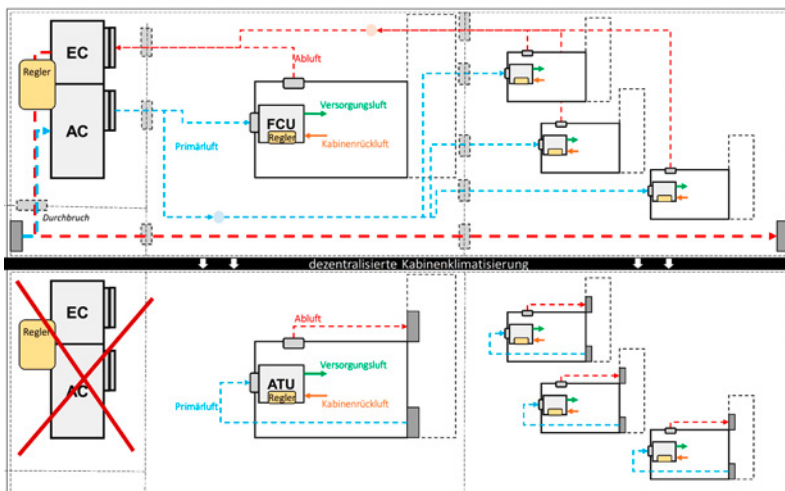 EC
Regler
AC
Durchbruch
Abluft
FCU
Regler
Versorgungsluft
Kabinenrückluft
Primärluft
dezentralisierte Kabinenklimatisierung
EC
Regler
AC
Abluft
ATU
Regler
Versorgungsluft
Kabinenrückluft
Primärluft